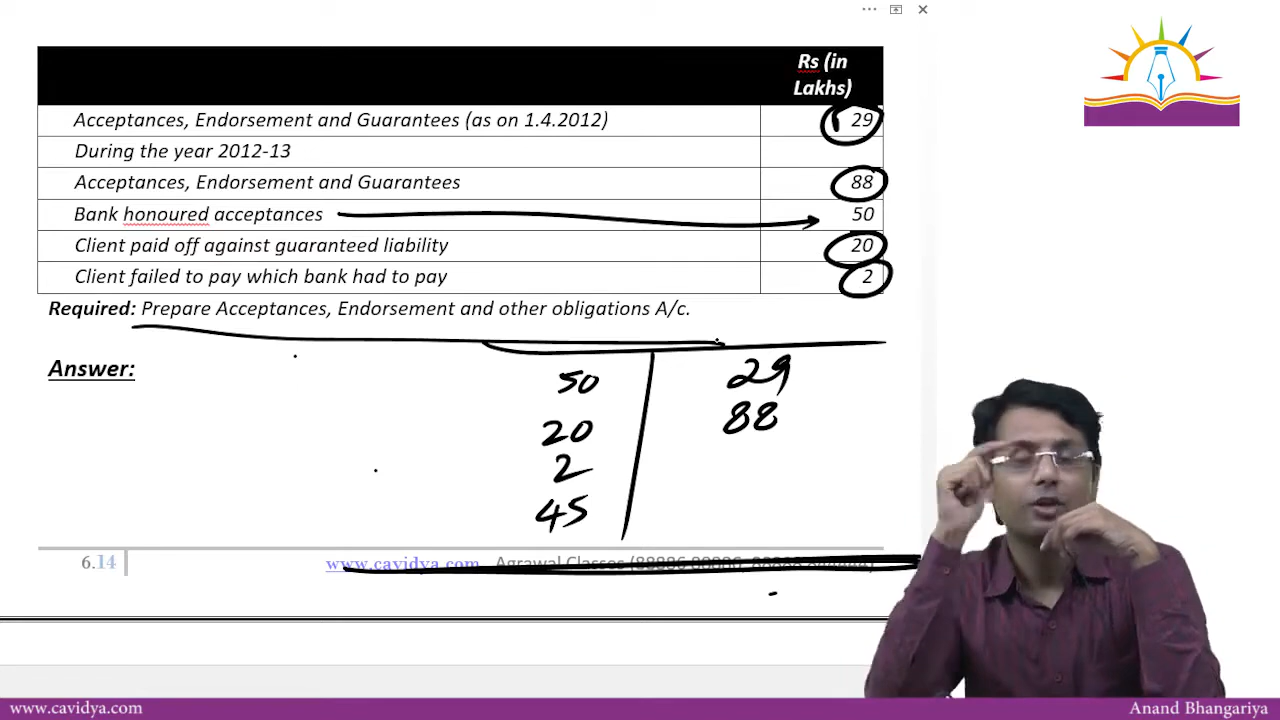 Rs (in
Lakhs)
Acceptances, Endorsement and Guarantees (as on 1.4.2012) 29
During the year 2012-13
Acceptances, Endorsement and Guarantees 88
Bank honoured acceptances 50
Client paid off against guaranteed liability 20
Client failed to pay which bank had to pay 2
Required: Prepare Acceptances, Endorsement and other obligations A/c.
Answer:
50 29
20 88
2
45
6.14 www.cavidya.com Agrawal Classes
www.cavidya.com Anand Bhangariya